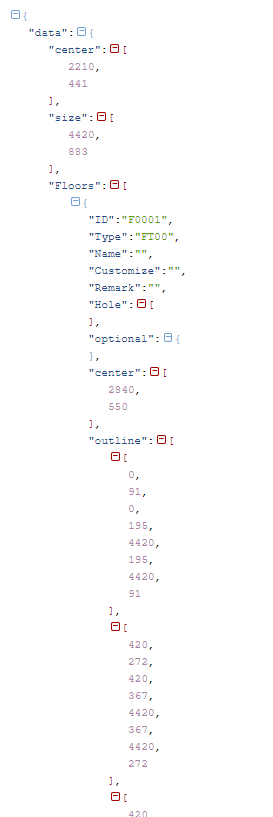 {
"data":{
"center":[
2210,
441
],
"size":[
4420,
883
],
"Floors":[
{
"ID":"F0001",
"Type":"FT00",
"Name":"",
"Customize":"",
"Remark":"",
"Hole":[
],
"optional":{
},
"center":[
2840,
550
],
"outline":[
[
0,
91,
0,
195,
4420,
195,
4420,
91
],
[
420,
272,
420,
367,
4420,
367,
4420,
272
],
[
420